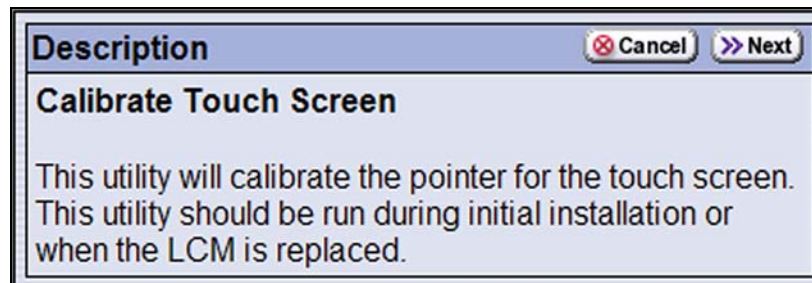 Description
Cancel
Next
Calibrate Touch Screen
This utility will calibrate the pointer for the touch screen.
This utility should be run during initial installation or
when the LCM is replaced.